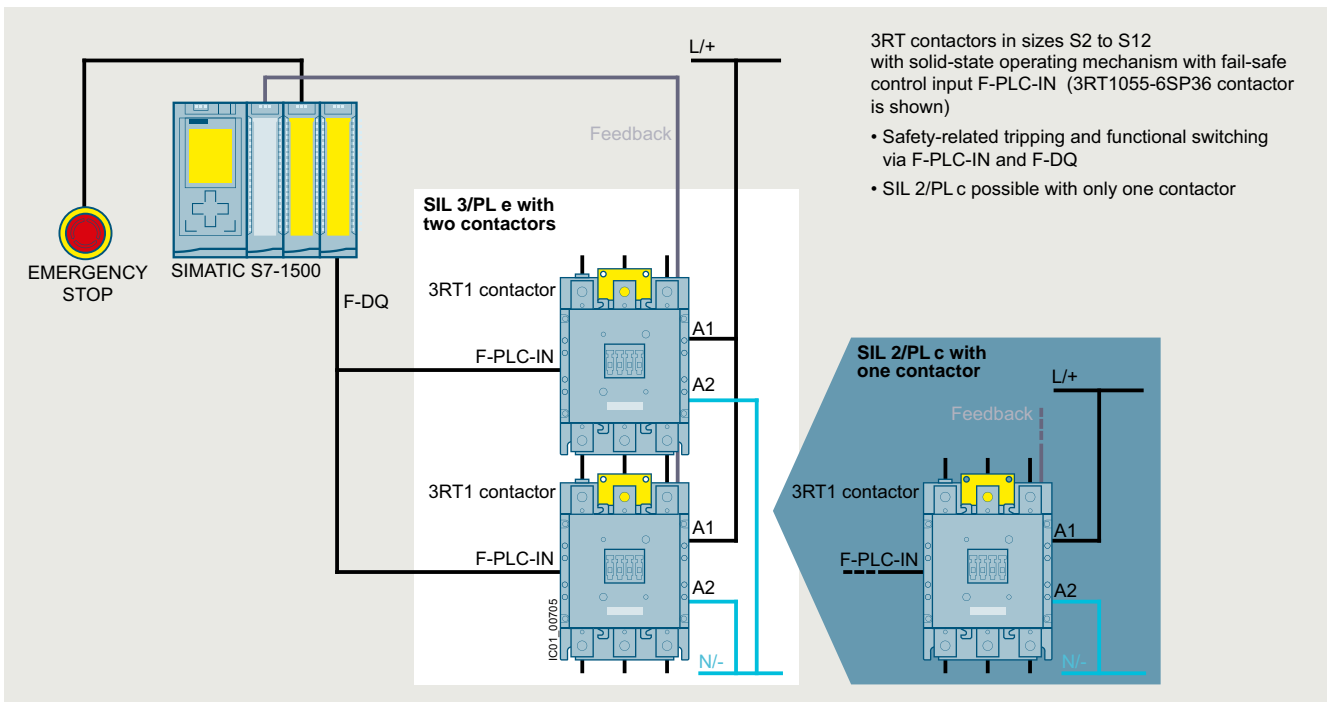 L/+
3RT contactors in sizes S2 to S12
with solid-state operating mechanism with fail-safe
control input F-PLC-IN (3RT1055-6SP36 contactor
is shown)
• Safety-related tripping and functional switching
via F-PLC-IN and F-DQ
• SIL 2/PL c possible with only one contactor
Feedback
EMERGENCY
STOP
SIMATIC S7-1500
F-DQ
SIL 3/PL e with
two contactors
3RT1 contactor
A1
F-PLC-IN
A2
3RT1 contactor
A1
F-PLC-IN
A2
IC01_00705
N/-
SIL 2/PL c with
one contactor
L/+
Feedback
3RT1 contactor
A1
F-PLC-IN
A2
N/-